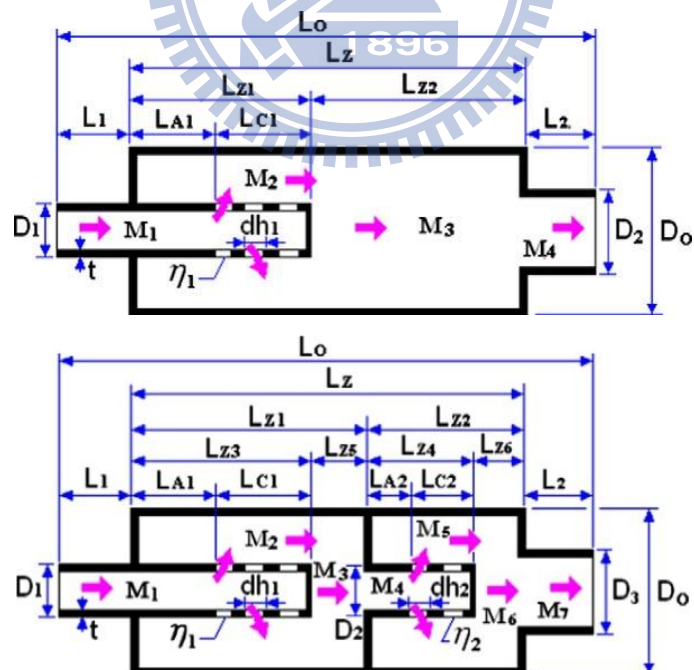 Lo
1896
Lz
Lz1 Lz2
L1 LA1 LC1 L2
M2
D1 M1 dh1 M3 M4 D2 Do
t η1
Lo
Lz
Lz1 Lz2
Lz3 Lz5 Lz4 Lz6
L1 LA1 LC1 LA2 LC2 L2
M2 M5
D1 M1 dh1 M3 M4 dh2 M6 M7 D3 Do
t η1 D2 η2